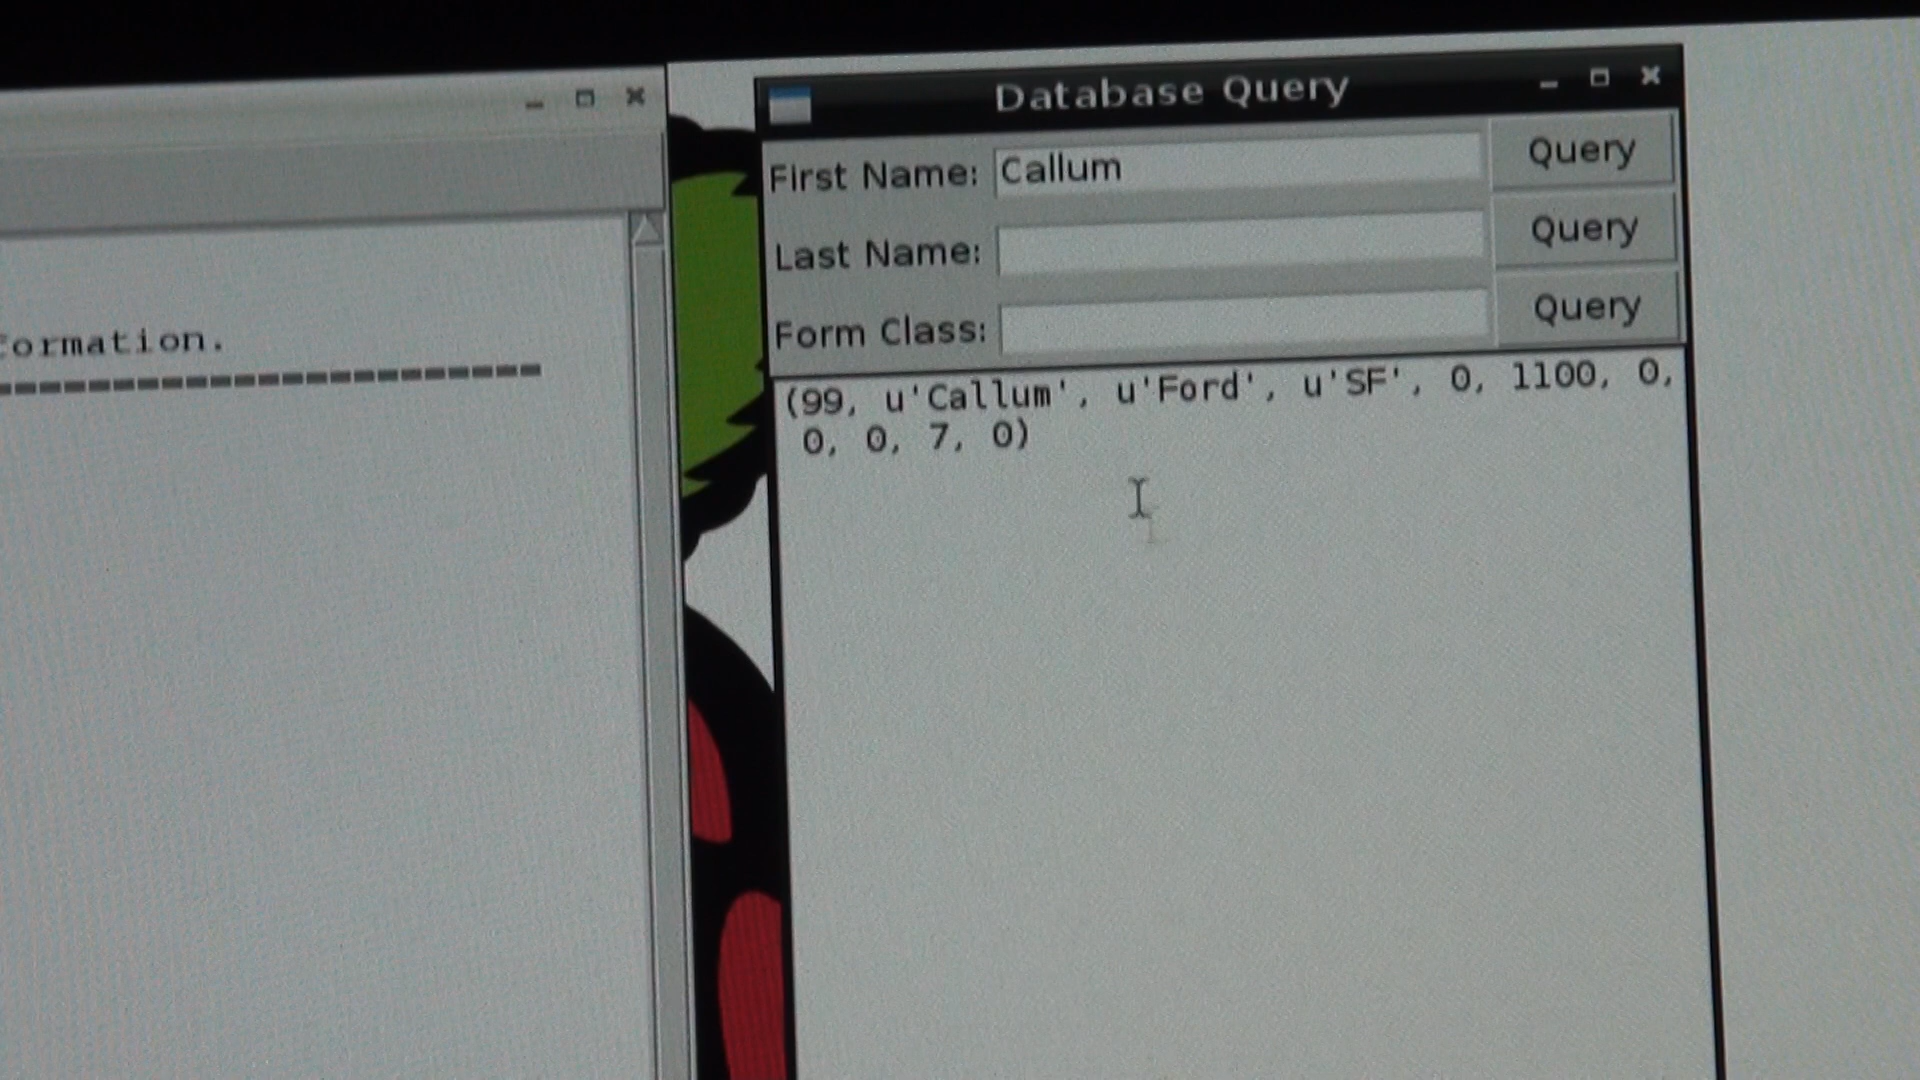 Database Query
First Name: Callum Query
Last Name: Query
Form Class: Query
(99, u'Callum', u'Ford', u'SF', 0, 1100, 0,
0, 0, 7, 0)
formation.